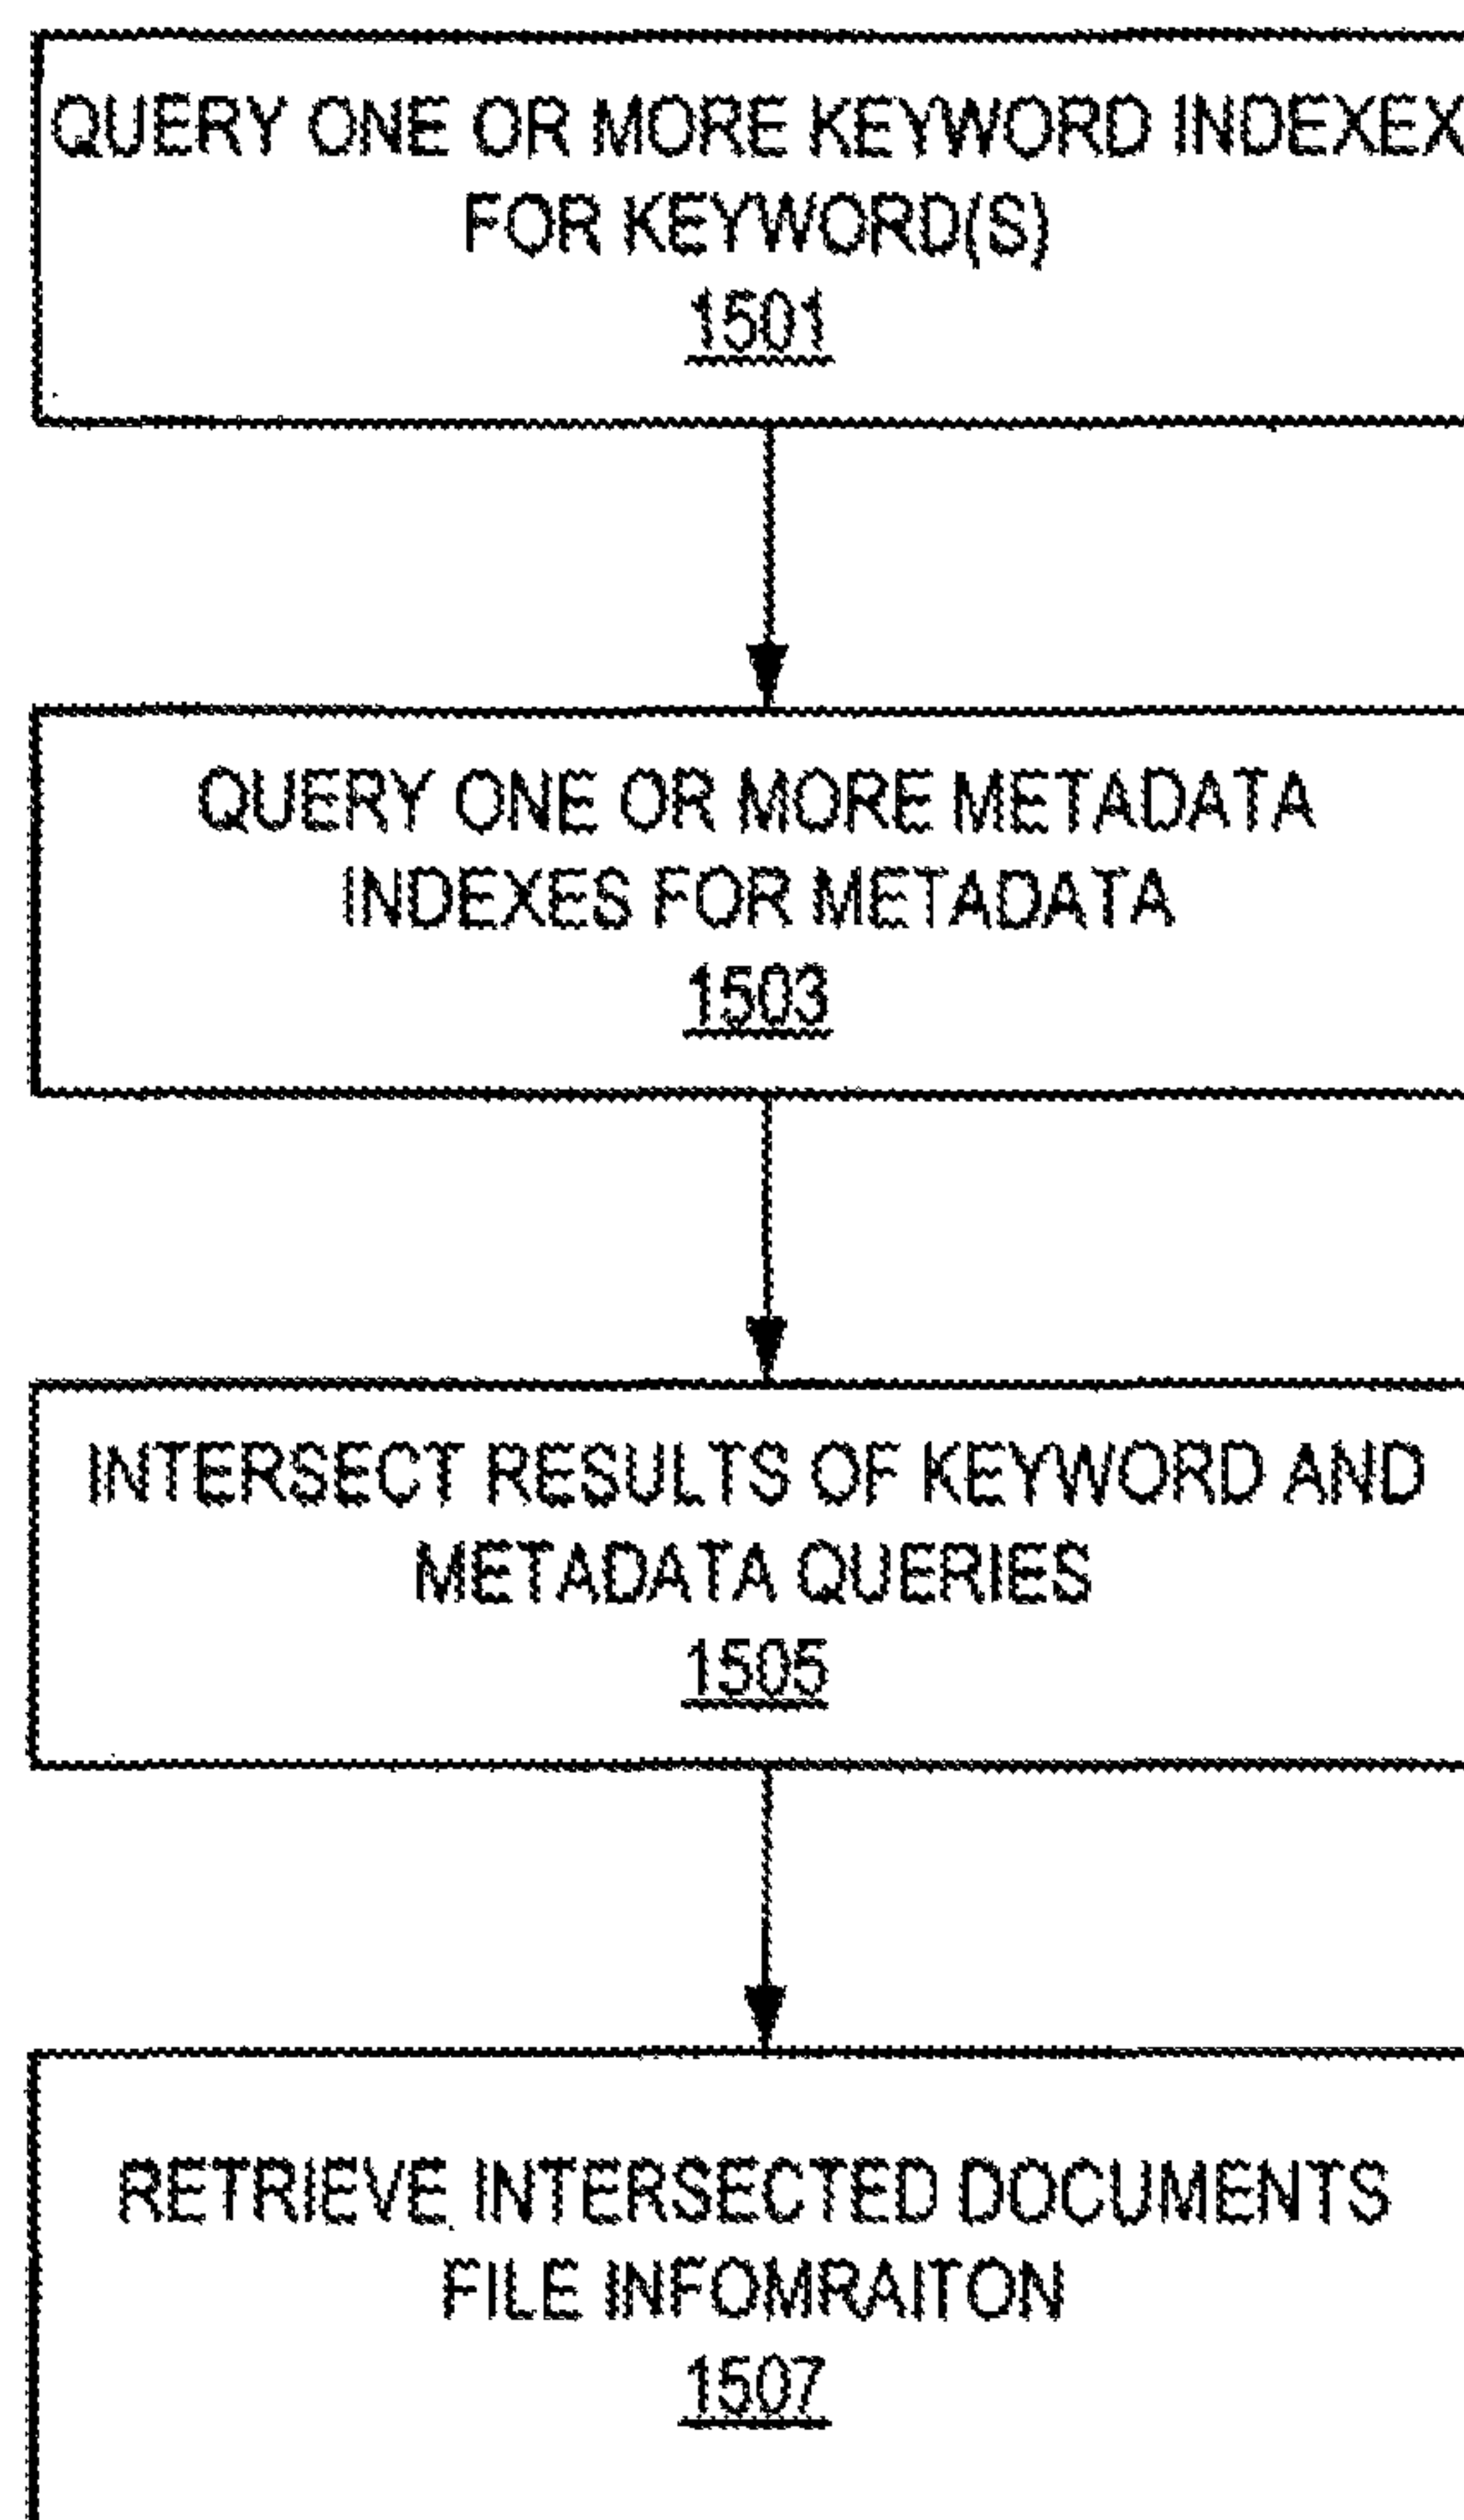 QUERY ONE OR MORE KEYWORD INDEXEX
FOR KEYWORD(S)
1501
QUERY ONE OR MORE METADATA
INDEXES FOR METADATA
1503
INTERSECT RESULTS OF KEYWORD AND
METADATA QUERIES
1505
RETRIEVE INTERSECTED DOCUMENTS
FILE INFOMRAITON
1507